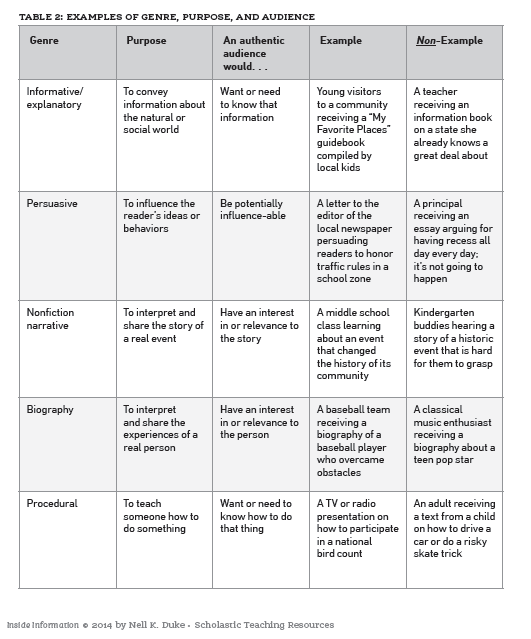 TABLE 2: EXAMPLES OF GENRE, PURPOSE, AND AUDIENCE
Genre
Purpose
An authentic
audience
would. . .
Example
Non-Example
Informative/
explanatory
To convey
information about
the natural or
social world
Want or need
to know that
information
Young visitors
to a community
receiving a “My
Favorite Places”
guidebook
compiled by
local kids
A teacher
receiving an
information book
on a state she
already knows a
great deal about
Persuasive
To influence the
reader’s ideas or
behaviors
Be potentially
influence-able
A letter to the
editor of the
local newspaper
persuading
readers to honor
traffic rules in a
school zone
A principal
receiving an
essay arguing for
having recess all
day every day;
it’s not going to
happen
Nonfiction
narrative
To interpret and
share the story of
a real event
Have an interest
in or relevance to
the story
A middle school
class learning
about an event
that changed
the history of its
community
Kindergarten
buddies hearing a
story of a historic
event that is hard
for them to grasp
Biography
To interpret
and share the
experiences of a
real person
Have an interest
in or relevance to
the person
A baseball team
receiving a
biography of a
baseball player
who overcame
obstacles
A classical
music enthusiast
receiving a
biography about a
teen pop star
Procedural
To teach
someone how to
do something
Want or need to
know how to do
that thing
A TV or radio
presentation on
how to participate
in a national
bird count
An adult receiving
a text from a child
on how to drive a
car or do a risky
skate trick
Inside Information © 2014 by Nell K. Duke • Scholastic Teaching Resources